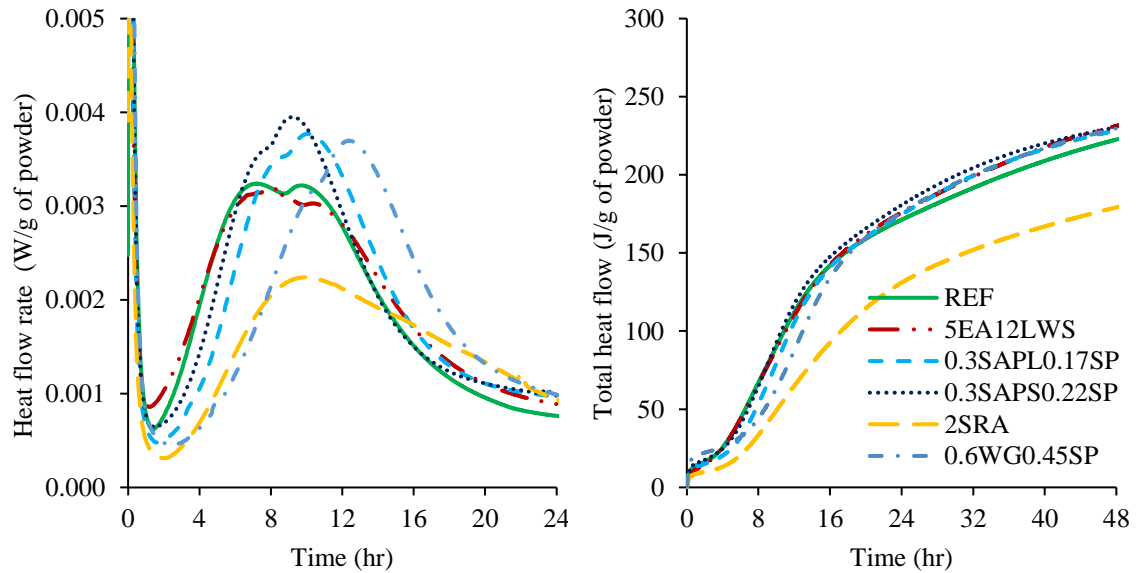 Heat flow rate (W/g of powder)
0.005
0.004
0.003
0.002
0.001
0.000
0 4 8 12 16 20 24
Time (hr)
Total heat flow (J/g of powder)
300
250
200
150
100
50
0
REF
5EA12LWS
0.3SAPL0.17SP
0.3SAPS0.22SP
2SRA
0.6WG0.45SP
0 8 16 24 32 40 48
Time (hr)